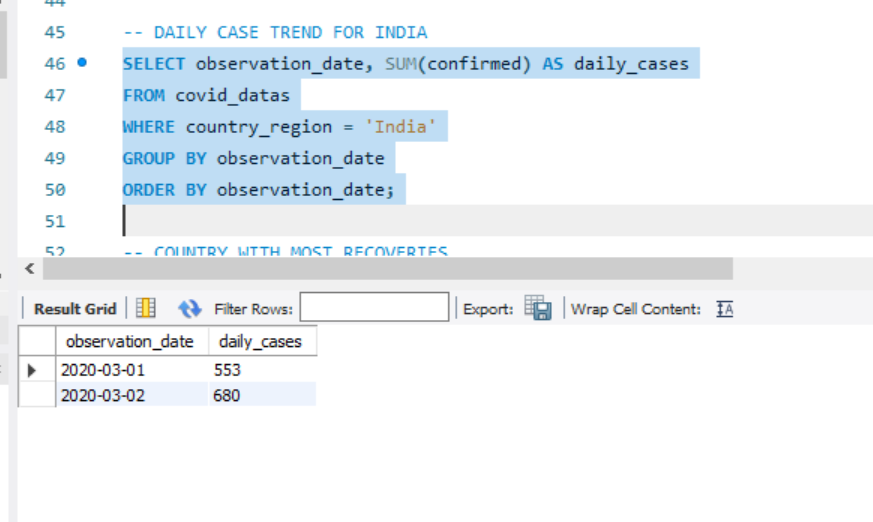 44
45 -- DAILY CASE TREND FOR INDIA
46 SELECT observation_date, SUM(confirmed) AS daily_cases
47 FROM covid_datas
48 WHERE country_region = 'India'
49 GROUP BY observation_date
50 ORDER BY observation_date;
51
52 -- COUNTRY WITH MOST RECOVERIES
Result Grid Filter Rows: Export: Wrap Cell Content: IA
observation_date daily_cases
2020-03-01 553
2020-03-02 680